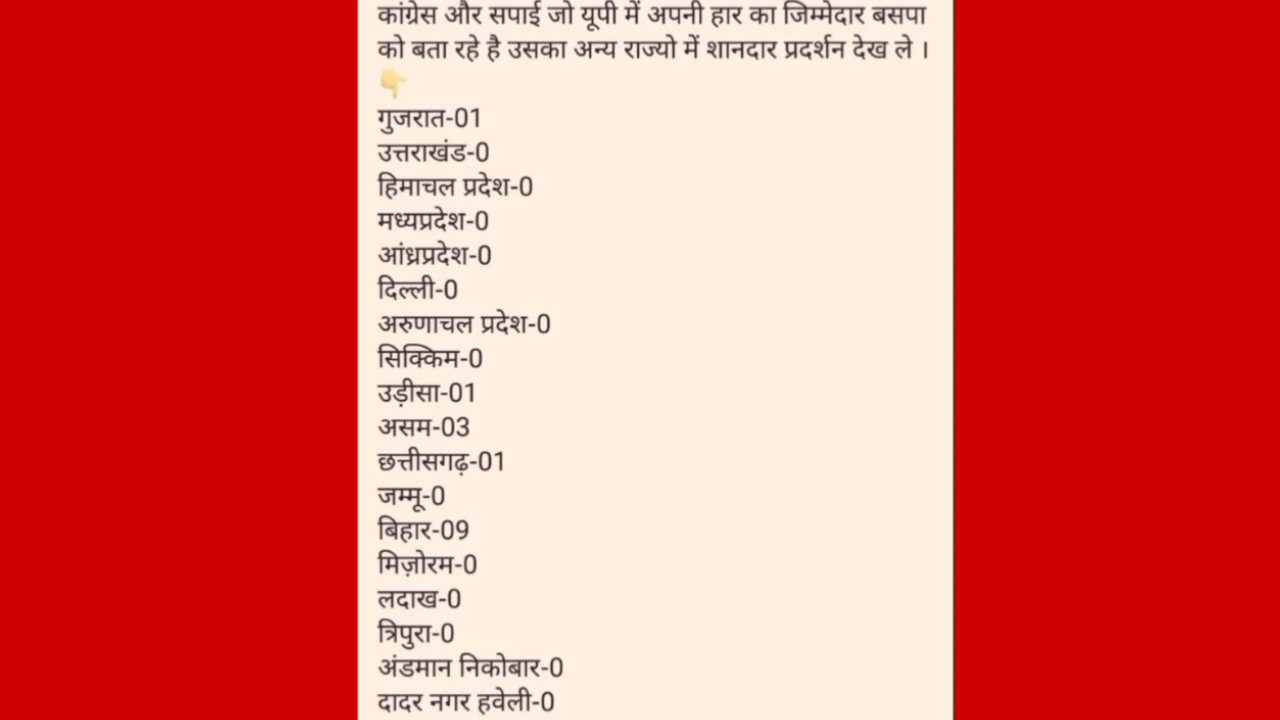 कांग्रेस और सपाई जो यूपी में अपनी हार का जिम्मेदार बसपा
को बता रहे है उसका अन्य राज्यो में शानदार प्रदर्शन देख ले ।
👇
गुजरात-01
उत्तराखंड-0
हिमाचल प्रदेश-0
मध्यप्रदेश-0
आंध्रप्रदेश-0
दिल्ली-0
अरुणाचल प्रदेश-0
सिक्किम-0
उड़ीसा-01
असम-03
छत्तीसगढ़-01
जम्मू-0
बिहार-09
मिज़ोरम-0
लदाख-0
त्रिपुरा-0
अंडमान निकोबार-0
दादर नगर हवेली-0